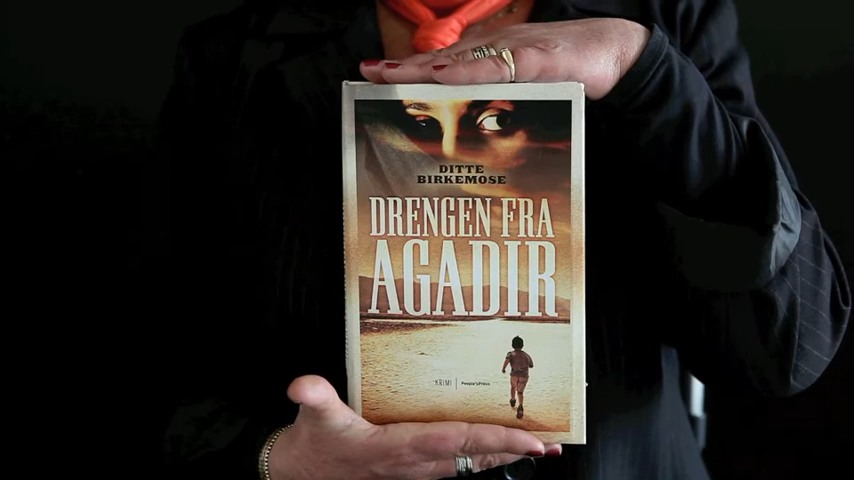 DITTE
BIRKEMOSE
DRENGEN FRA
AGADIR
KRIMI | People'sPress